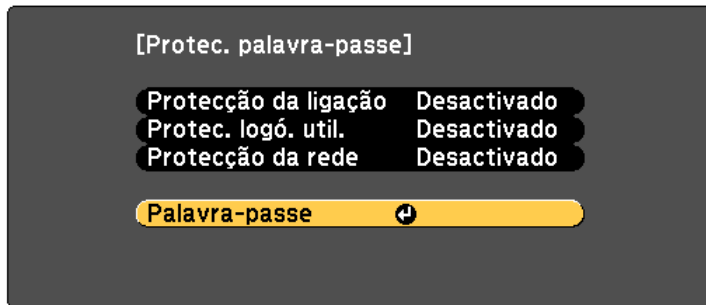 [Protec. palavra-passe]
Protecção da ligação Desactivado
Protec. logó. util. Desactivado
Protecção da rede Desactivado
Palavra-passe